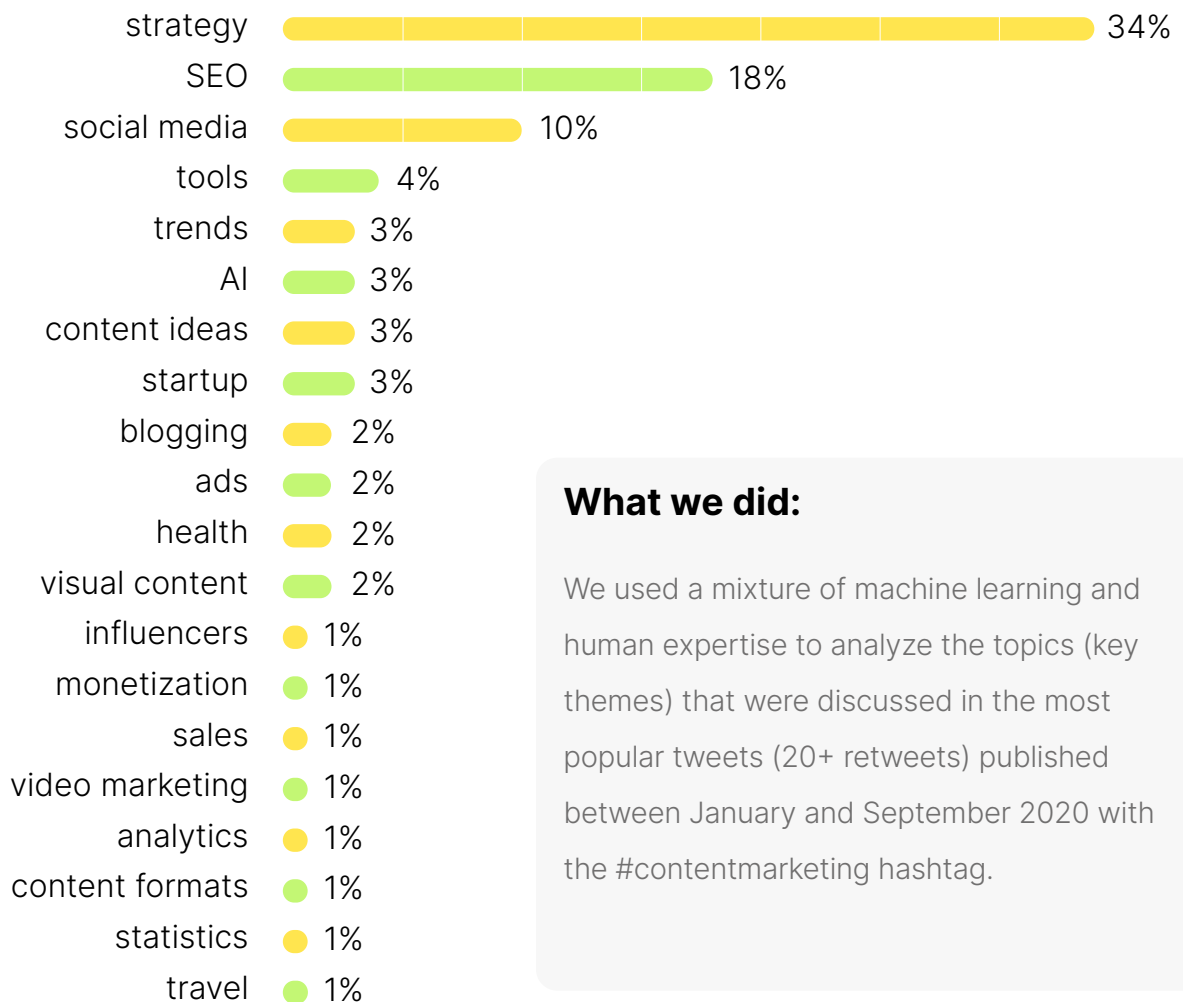 strategy 34%
SEO 18%
social media 10%
tools 4%
trends 3%
AI 3%
content ideas 3%
startup 3%
blogging 2%
ads 2%
health 2%
visual content 2%
influencers 1%
monetization 1%
sales 1%
video marketing 1%
analytics 1%
content formats 1%
statistics 1%
travel 1%
What we did:
We used a mixture of machine learning and
human expertise to analyze the topics (key
themes) that were discussed in the most
popular tweets (20+ retweets) published
between January and September 2020 with
the #contentmarketing hashtag.